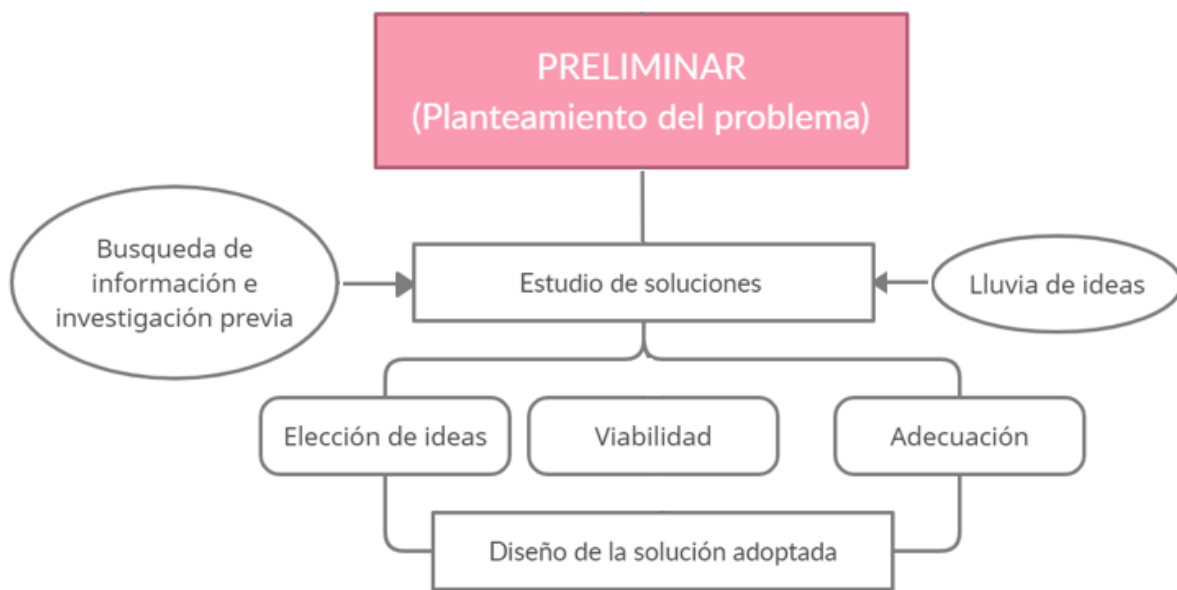 PRELIMINAR
(Planteamiento del problema)
Busqueda de
información e
investigación previa
Estudio de soluciones
Lluvia de ideas
Elección de ideas
Viabilidad
Adecuación
Diseño de la solución adoptada